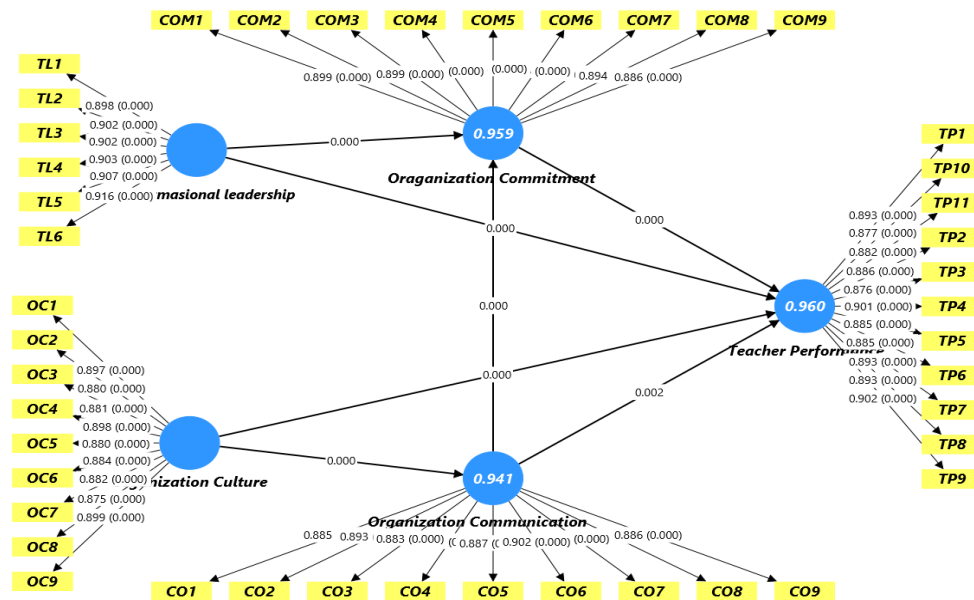 COM1 COM2 COM3 COM4 COM5 COM6 COM7 COM8 COM9
0.899 (0.000) 0.899 (0.000) (0.000) (0.000) (0.000) 0.894 0.886 (0.000)
TL1
TL2
TL3
TL4
TL5
TL6
0.898 (0.000)
0.902 (0.000)
0.902 (0.000)
0.903 (0.000)
0.907 (0.000)
0.916 (0.000)
masional leadership
0.000
0.959
Oraganization Commitment
0.000
0.000
0.000
0.000
0.002
0.000
OC1
OC2
OC3
OC4
OC5
OC6
OC7
OC8
OC9
0.897 (0.000)
0.880 (0.000)
0.881 (0.000)
0.898 (0.000)
0.880 (0.000)
0.884 (0.000)
0.882 (0.000)
0.875 (0.000)
0.899 (0.000)
nization Culture
0.941
Organization Communication
0.885 0.893 0.883 (0.000) 0.887 0.902 (0.000) (0.000) 0.886 (0.000)
CO1 CO2 CO3 CO4 CO5 CO6 CO7 CO8 CO9
0.960
Teacher Performance
0.893 (0.000)
0.877 (0.000)
0.882 (0.000)
0.886 (0.000)
0.876 (0.000)
0.901 (0.000)
0.885 (0.000)
0.885 (0.000)
0.893 (0.000)
0.893 (0.000)
0.902 (0.000)
TP1
TP10
TP11
TP2
TP3
TP4
TP5
TP6
TP7
TP8
TP9